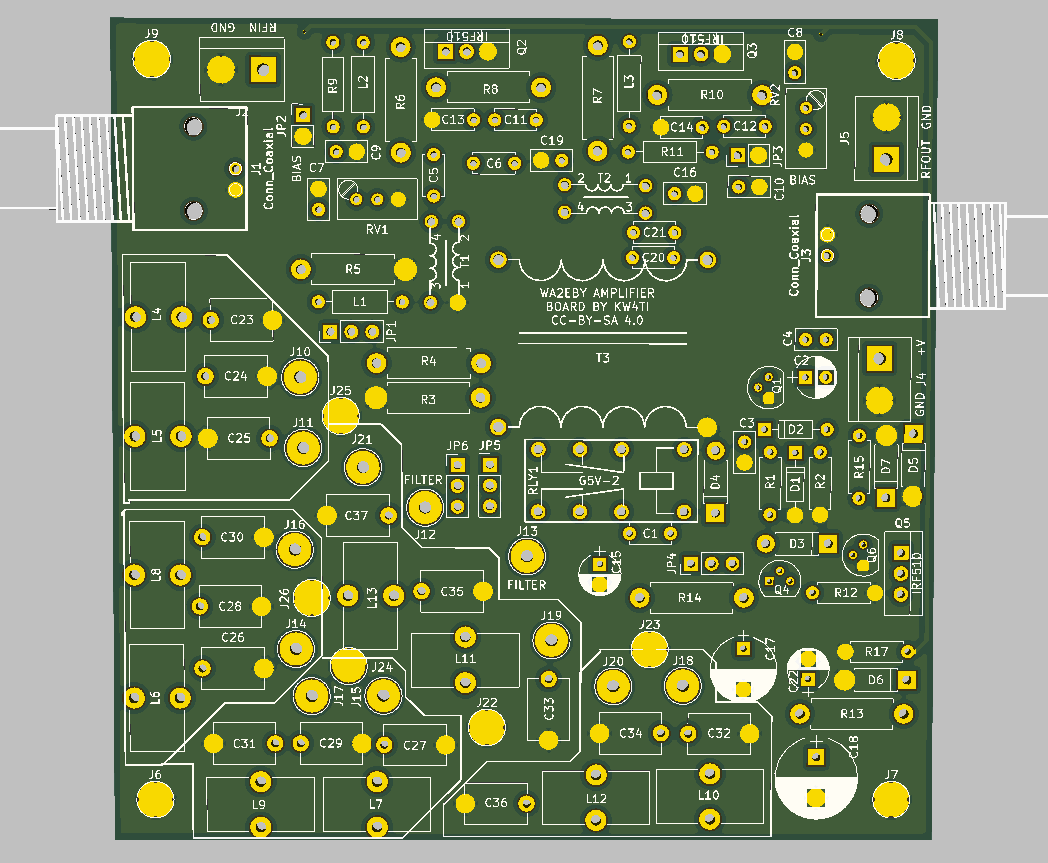 J9
GND RFIN
J2
R9
L2
R6
IRF510
Q2
R8
C13
C11
R7
L3
IRF510
Q3
R10
C8
RV2
J8
J5
RFOUT GND
JP2
BIAS
C9
C7
J1
Conn_Coaxial
RV1
C5
C6
C19
C14
C12
R11
JP3
BIAS
C10
C16
2 T2 1
4 3
C21
C20
4 2
3 T1 1
R5
L1
JP1
WA2EBY AMPLIFIER
BOARD BY KW4TI
CC-BY-SA 4.0
T3
J3
Conn_Coaxial
L4
C23
C24
J10
L5
C25
J11
J25
R4
R3
C4
C2
Q1
+V
J4
GND
J21
JP6
JP5
FILTER
J12
RLY1
G5V-2
D4
C3
D2
R1
D1
R2
R15
D7
D5
C37
C1
J13
FILTER
C15
JP4
D3
Q6
Q5
IRF510
Q4
R12
R14
L8
C30
J16
C28
J26
C26
J14
L6
L13
C35
L11
J19
J17
J15
J24
J22
C33
J23
J20
J18
C17
C22
R17
D6
R13
C31
C29
C27
C34
C32
C18
J6
L9
L7
C36
L12
L10
J7